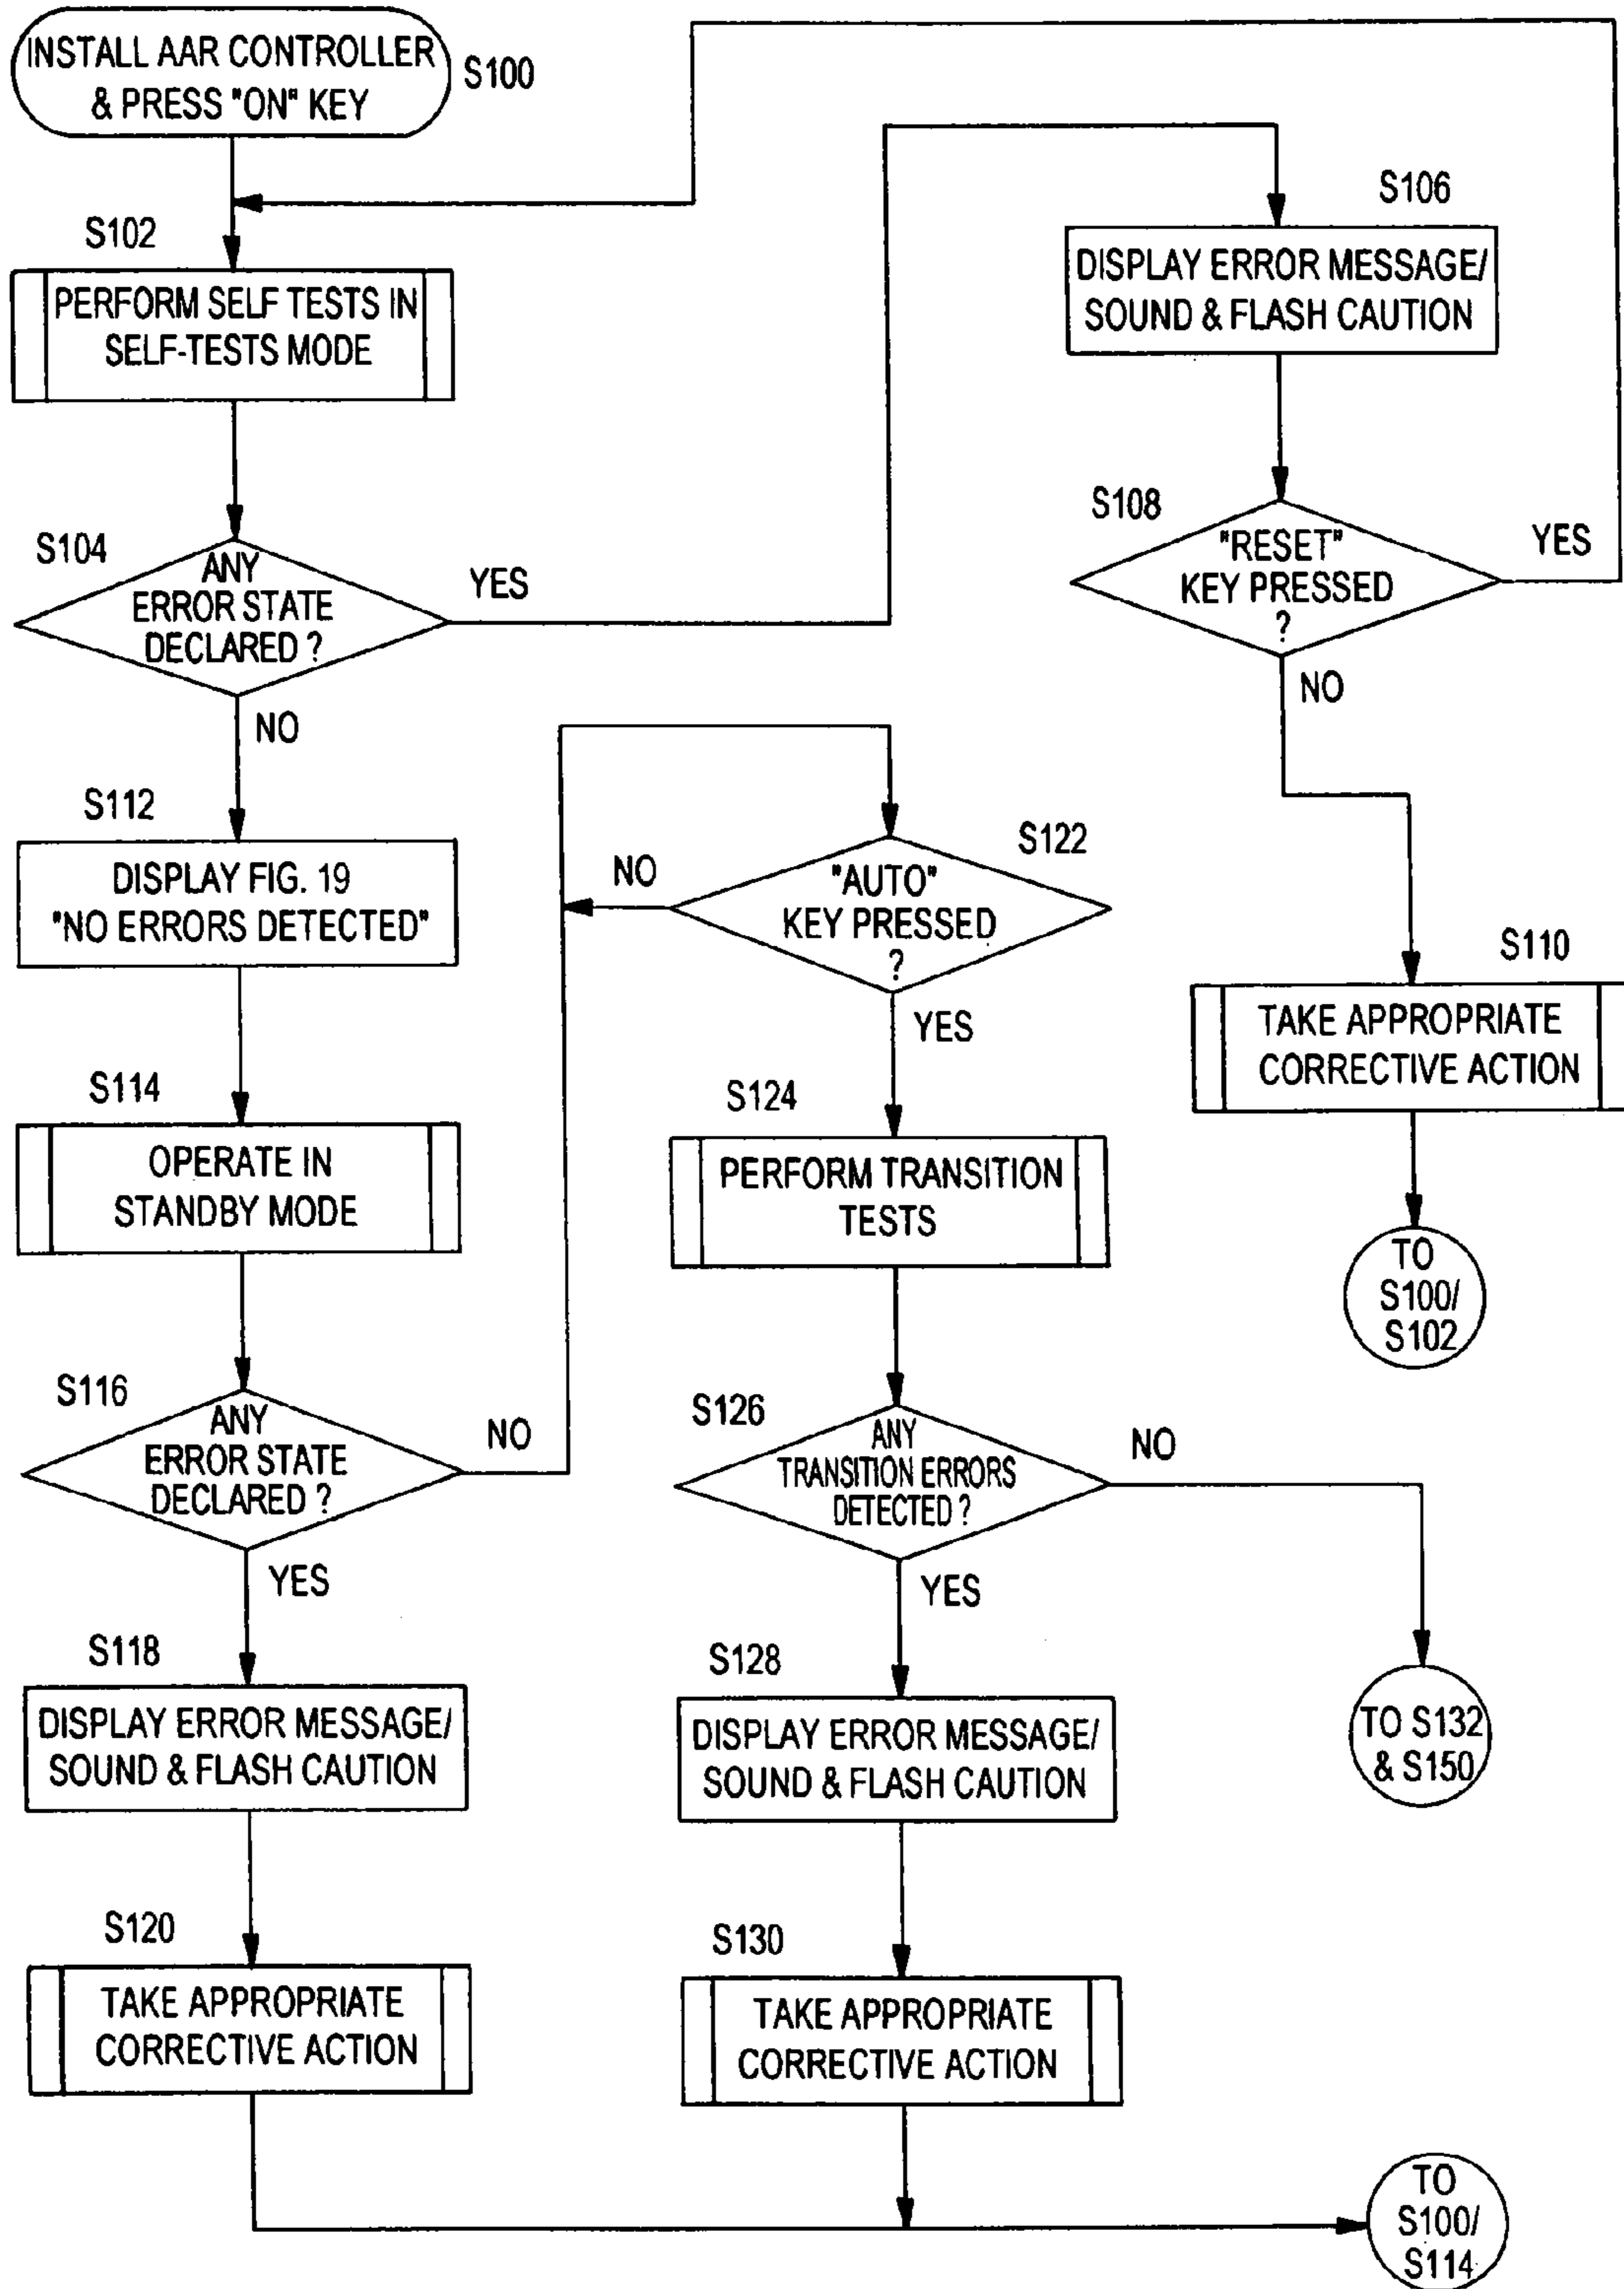 INSTALL AAR CONTROLLER
& PRESS "ON" KEY
S100
S102
PERFORM SELF TESTS IN
SELF-TESTS MODE
S104
ANY
ERROR STATE
DECLARED ?
YES
NO
S106
DISPLAY ERROR MESSAGE/
SOUND & FLASH CAUTION
S108
"RESET"
KEY PRESSED
?
YES
NO
S110
TAKE APPROPRIATE
CORRECTIVE ACTION
TO
S100/
S102
S112
DISPLAY FIG. 19
"NO ERRORS DETECTED"
S114
OPERATE IN
STANDBY MODE
S116
ANY
ERROR STATE
DECLARED ?
NO
YES
S118
DISPLAY ERROR MESSAGE/
SOUND & FLASH CAUTION
S120
TAKE APPROPRIATE
CORRECTIVE ACTION
S122
"AUTO"
KEY PRESSED
?
NO
YES
S124
PERFORM TRANSITION
TESTS
S126
ANY
TRANSITION ERRORS
DETECTED ?
NO
YES
TO S132
& S150
S128
DISPLAY ERROR MESSAGE/
SOUND & FLASH CAUTION
S130
TAKE APPROPRIATE
CORRECTIVE ACTION
TO
S100/
S114